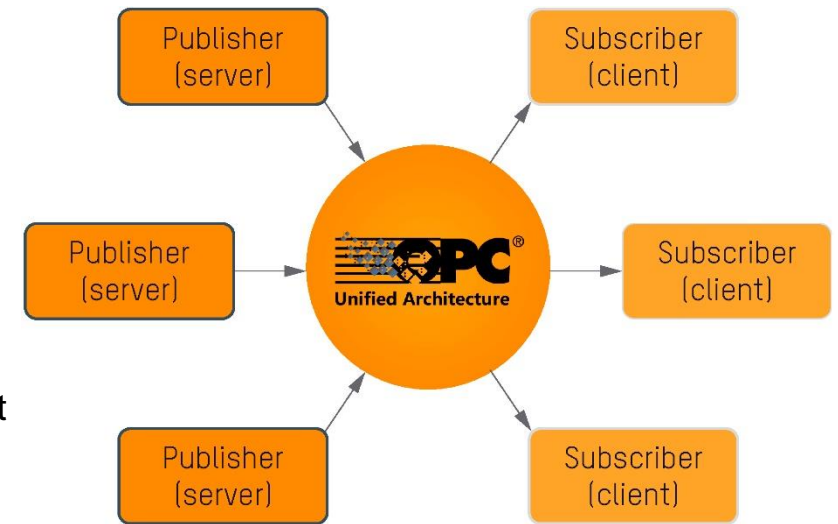 Publisher
(server)
Subscriber
(client)
Publisher
(server)
OPC®
Unified Architecture
Subscriber
(client)
t
Publisher
(server)
Subscriber
(client)